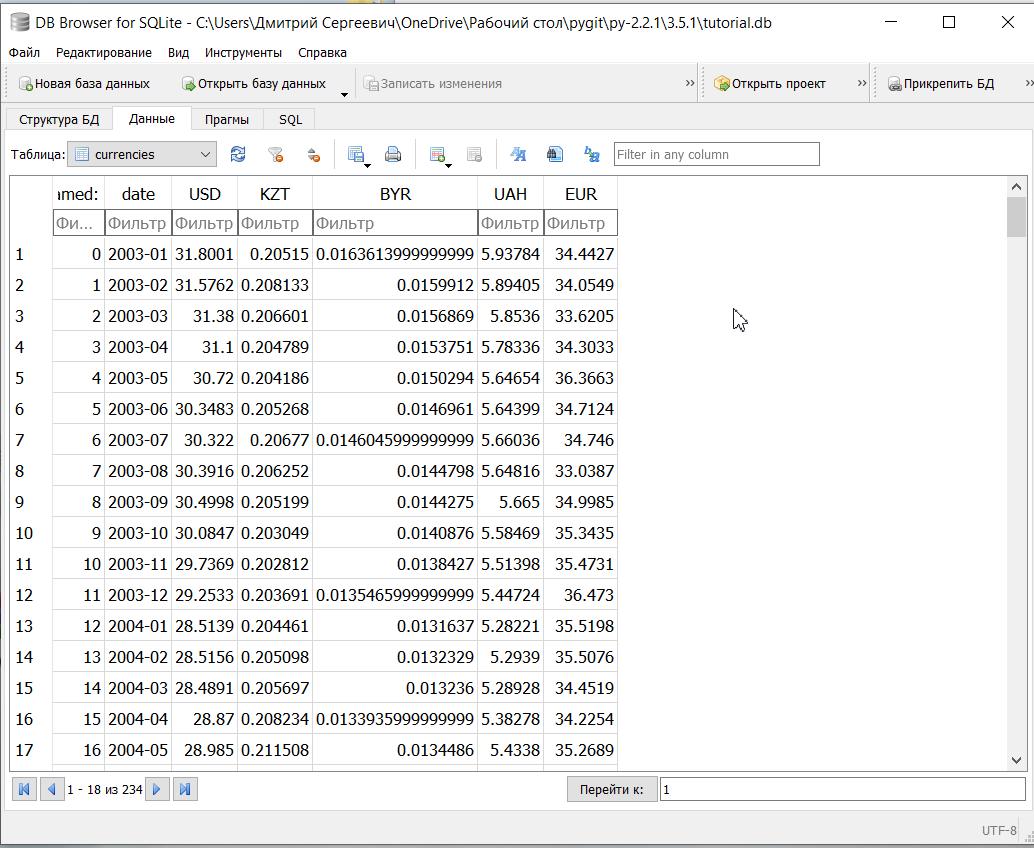 DB Browser for SQLite - C:\Users\Дмитрий Сергеевич\OneDrive\Рабочий стол\pygit\py-2.2.1\3.5.1\tutorial.db
Файл Редактирование Вид Инструменты Справка
Новая база данных Открыть базу данных Записать изменения » Открыть проект » Прикрепить БД »
Структура БД Данные Прагмы SQL
Таблица: currencies Filter in any column
ımed: date USD KZT BYR UAH EUR
Фи... Фильтр Фильтр Фильтр Фильтр Фильтр Фильтр
1 0 2003-01 31.8001 0.20515 0.0163613999999999 5.93784 34.4427
2 1 2003-02 31.5762 0.208133 0.0159912 5.89405 34.0549
3 2 2003-03 31.38 0.206601 0.0156869 5.8536 33.6205
4 3 2003-04 31.1 0.204789 0.0153751 5.78336 34.3033
5 4 2003-05 30.72 0.204186 0.0150294 5.64654 36.3663
6 5 2003-06 30.3483 0.205268 0.0146961 5.64399 34.7124
7 6 2003-07 30.322 0.20677 0.0146045999999999 5.66036 34.746
8 7 2003-08 30.3916 0.206252 0.0144798 5.64816 33.0387
9 8 2003-09 30.4998 0.205199 0.0144275 5.665 34.9985
10 9 2003-10 30.0847 0.203049 0.0140876 5.58469 35.3435
11 10 2003-11 29.7369 0.202812 0.0138427 5.51398 35.4731
12 11 2003-12 29.2533 0.203691 0.0135465999999999 5.44724 36.473
13 12 2004-01 28.5139 0.204461 0.0131637 5.28221 35.5198
14 13 2004-02 28.5156 0.205098 0.0132329 5.2939 35.5076
15 14 2004-03 28.4891 0.205697 0.013236 5.28928 34.4519
16 15 2004-04 28.87 0.208234 0.0133935999999999 5.38278 34.2254
17 16 2004-05 28.985 0.211508 0.0134486 5.4338 35.2689
1 - 18 из 234 Перейти к: 1
UTF-8